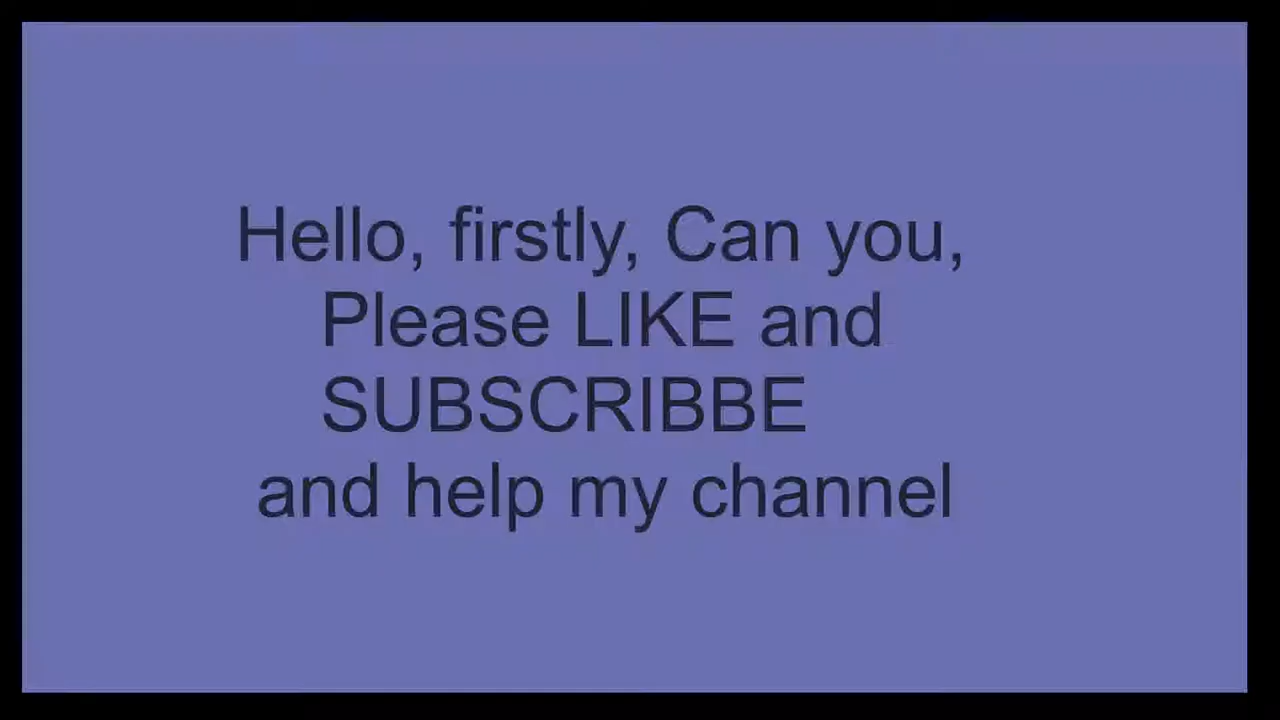 Hello, firstly, Can you,
Please LIKE and
SUBSCRIBBE
and help my channel